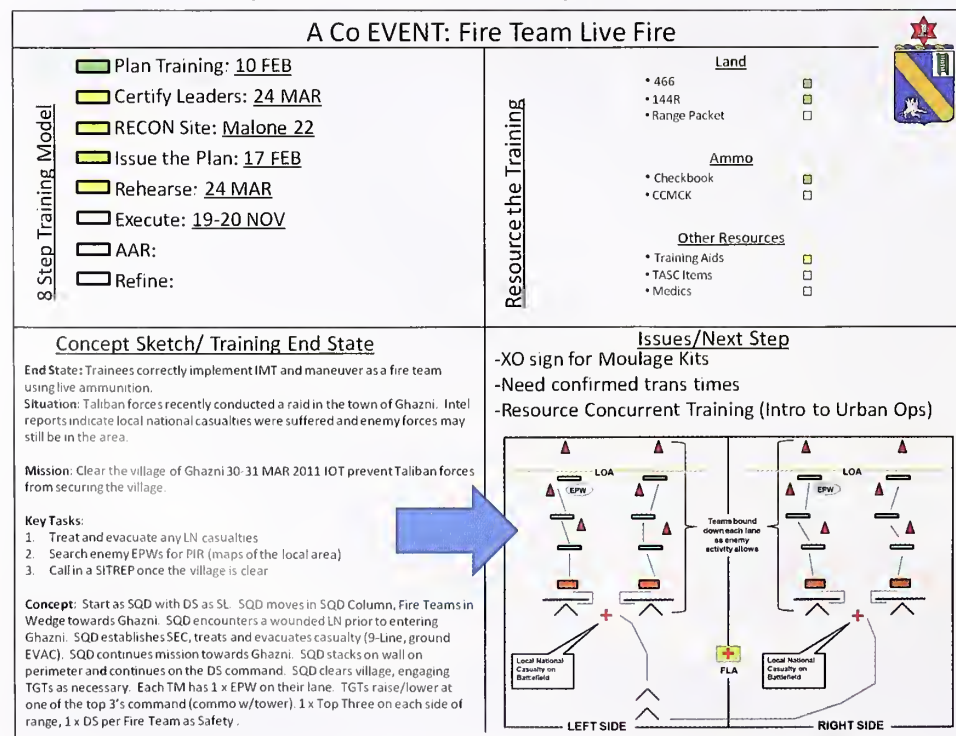 A Co EVENT: Fire Team Live Fire
8 Step Training Model
Plan Training: 10 FEB
Certify Leaders: 24 MAR
RECON Site: Malone 22
Issue the Plan: 17 FEB
Rehearse: 24 MAR
Execute: 19-20 NOV
AAR:
Refine:
Resource the Training
Land
• 466
• 144R
• Range Packet
Ammo
• Checkbook
• CCMCK
Other Resources
• Training Aids
• TASC Items
• Medics
Concept Sketch/ Training End State
End State: Trainees correctly implement IMT and maneuver as a fire team
using live ammunition.
Situation: Taliban forces recently conducted a raid in the town of Ghazni. Intel
reports indicate local national casualties were suffered and enemy forces may
still be in the area.
Mission: Clear the village of Ghazni 30-31 MAR 2011 IOT prevent Taliban forces
from securing the village.
Key Tasks:
1. Treat and evacuate any LN casualties
2. Search enemy EPWs for PIR (maps of the local area)
3. Call in a SITREP once the village is clear
Concept: Start as SQD with DS as SL. SQD moves in SQD Column, Fire Teams in
Wedge towards Ghazni. SQD encounters a wounded LN prior to entering
Ghazni. SQD establishes SEC, treats and evacuates casualty (9-Line, ground
EVAC). SQD continues mission towards Ghazni. SQD stacks on wall on
perimeter and continues on the DS command. SQD clears village, engaging
TGTs as necessary. Each TM has 1 x EPW on their lane. TGTs raise/lower at
one of the top 3's command (commo w/tower). 1 x Top Three on each side of
range, 1 x DS per Fire Team as Safety.
Issues/Next Step
-XO sign for Moulage Kits
-Need confirmed trans times
-Resource Concurrent Training (Intro to Urban Ops)
LOA
LOA
EPW
EPW
Teams bound
down each lane
as enemy
activity allows
Local National
Casualty on
Battlefield
FLA
Local National
Casualty on
Battlefield
LEFT SIDE
RIGHT SIDE